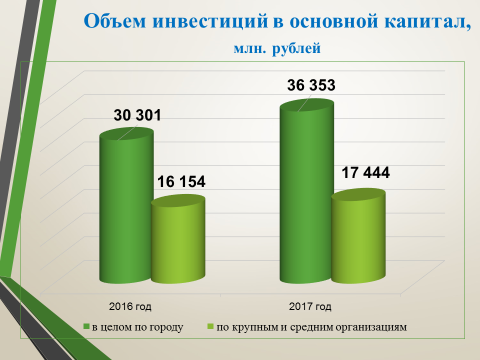 Объем инвестиций в основной капитал,
млн. рублей
36 353
30 301
17 444
16 154
2016 год
2017 год
в целом по городу
по крупным и средним организациям